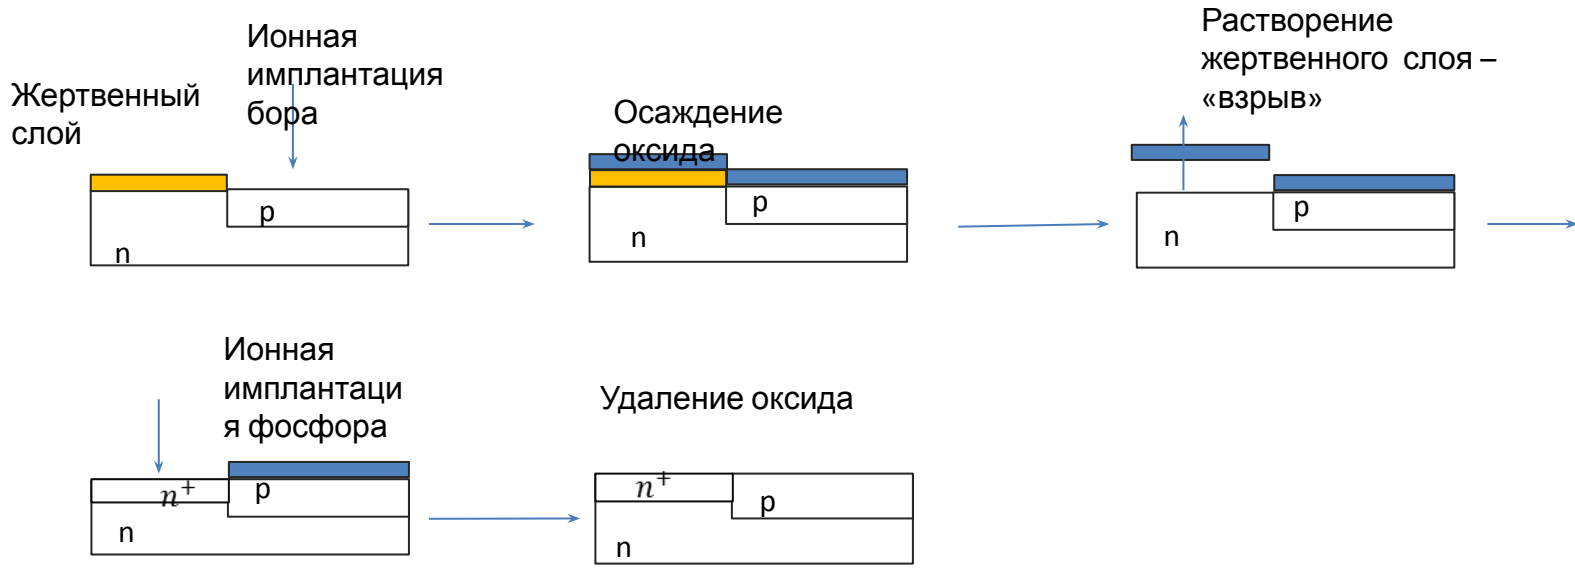 Ионная
имплантация
бора
Жертвенный
слой
p
n
Осаждение
оксида
p
n
Растворение
жертвенного слоя –
«взрыв»
p
n
Ионная
имплантаци
я фосфора
n⁺
p
n
Удаление оксида
n⁺
p
n